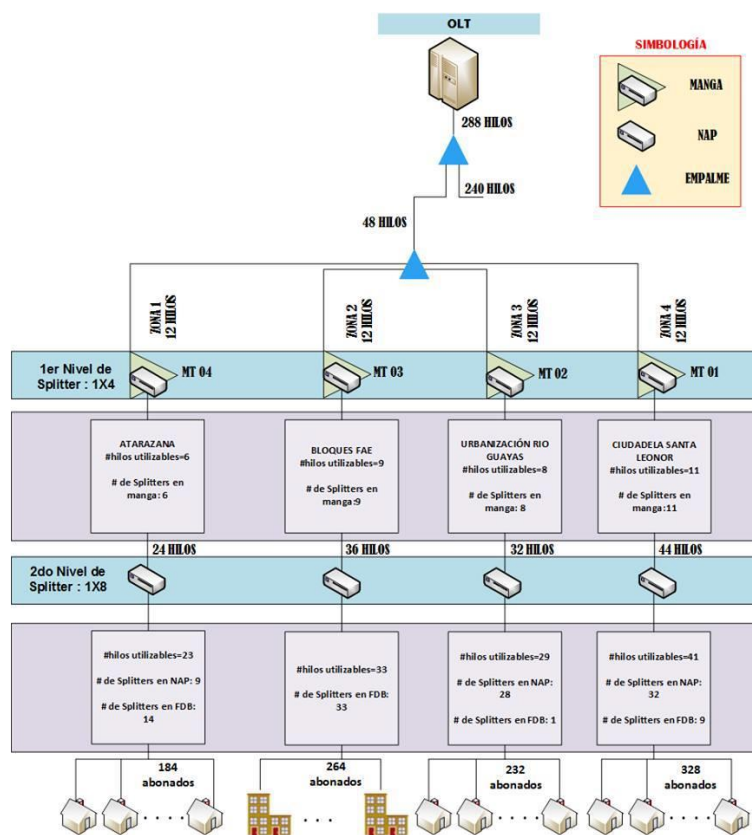 OLT
SIMBOLOGÍA
MANGA
NAP
EMPALME
288 HILOS
240 HILOS
48 HILOS
ZONA 1
12 HILOS
ZONA 2
12 HILOS
ZONA 3
12 HILOS
ZONA 4
12 HILOS
1er Nivel de
Splitter : 1X4
MT 04
MT 03
MT 02
MT 01
ATARAZANA
#hilos utilizables=6
# de Splitters en
manga: 6
BLOQUES FAE
#hilos utilizables=9
# de Splitters en
manga:9
URBANIZACIÓN RIO
GUAYAS
#hilos utilizables=8
# de Splitters en
manga: 8
CIUDADELA SANTA
LEONOR
#hilos utilizables=11
# de Splitters en
manga:11
24 HILOS
36 HILOS
32 HILOS
44 HILOS
2do Nivel de
Splitter : 1X8
#hilos utilizables=23
# de Splitters en NAP: 9
# de Splitters en FDB:
14
#hilos utilizables=33
# de Splitters en FDB:
33
#hilos utilizables=29
# de Splitters en NAP:
28
# de Splitters en FDB: 1
#hilos utilizables=41
# de Splitters en NAP:
32
# de Splitters en FDB: 9
184
abonados
264
abonados
232
abonados
328
abonados